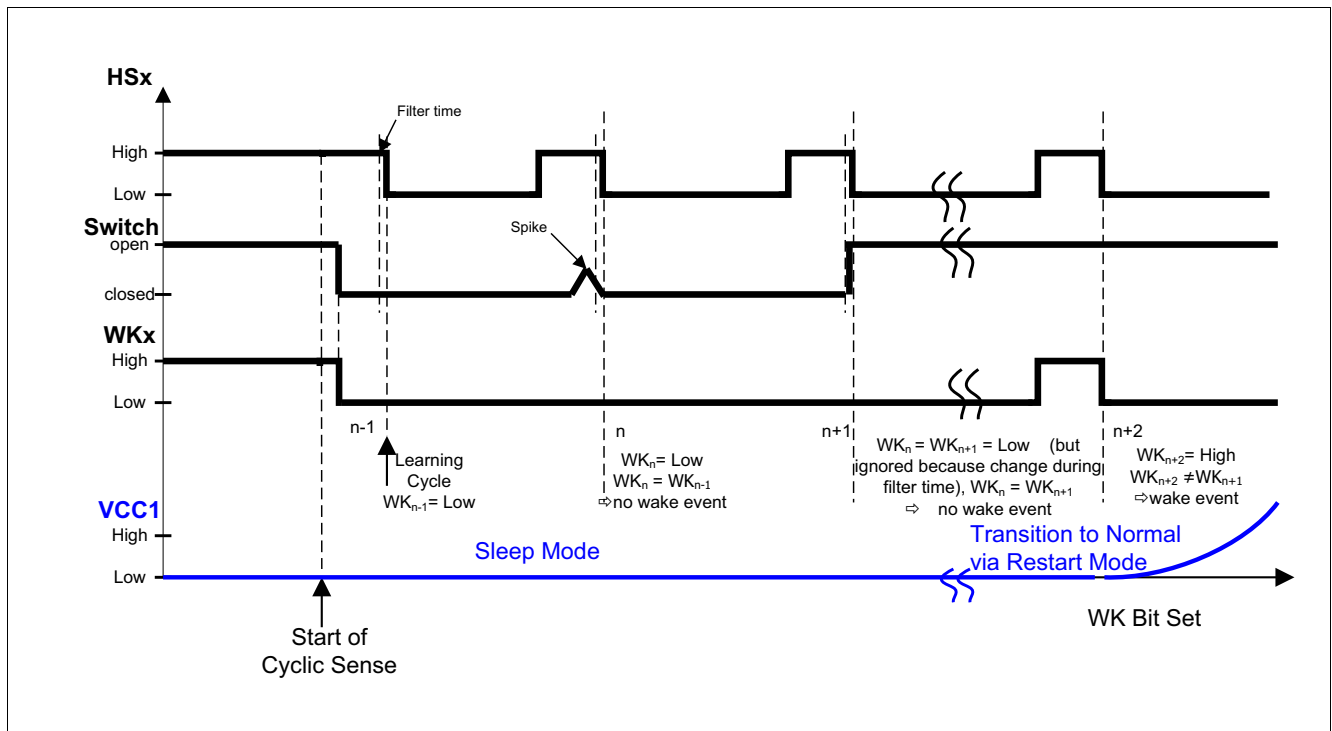 HSx
Filter time
High
Low
Switch
open
Spike
closed
WKx
High
Low
n-1
n
n+1
n+2
Learning
Cycle
WKn-1= Low
WKn= Low
WKn = WKn-1
⇨no wake event
WKn = WKn+1 = Low (but
ignored because change during
filter time), WKn = WKn+1
⇨ no wake event
WKn+2= High
WKn+2 ≠WKn+1
⇨wake event
VCC1
High
Low
Sleep Mode
Transition to Normal
via Restart Mode
Start of
Cyclic Sense
WK Bit Set